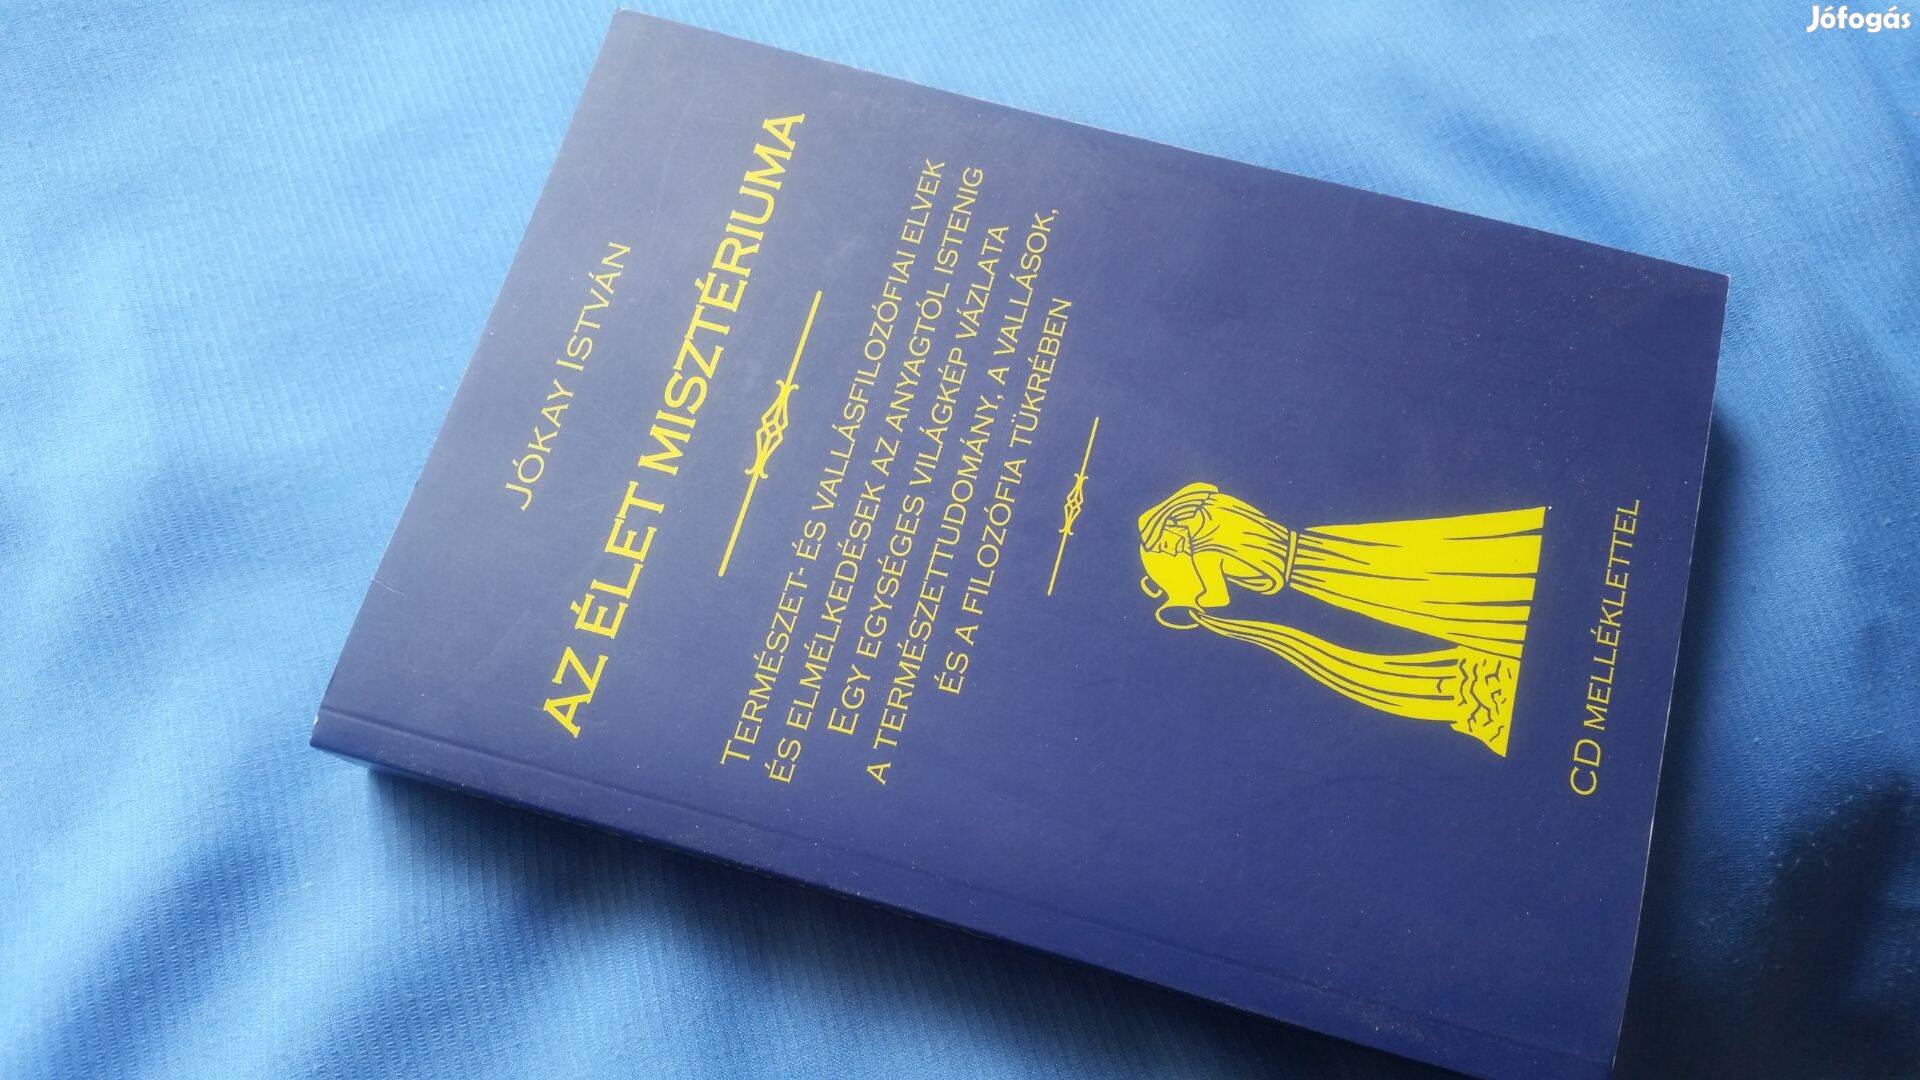 Jófogás
JÓKAY ISTVÁN
AZ ÉLET MISZTÉRIUMA
TERMÉSZET- ÉS VALLÁSFILOZÓFIAI ELVEK
ÉS ELMÉLKEDÉSEK AZ ANYAGTÓL ISTENIG
EGY EGYSÉGES VILÁGKÉP VÁZLATA
A TERMÉSZETTUDOMÁNY, A VALLÁSOK,
ÉS A FILOZÓFIA TÜKRÉBEN
CD MELLÉKLETTEL